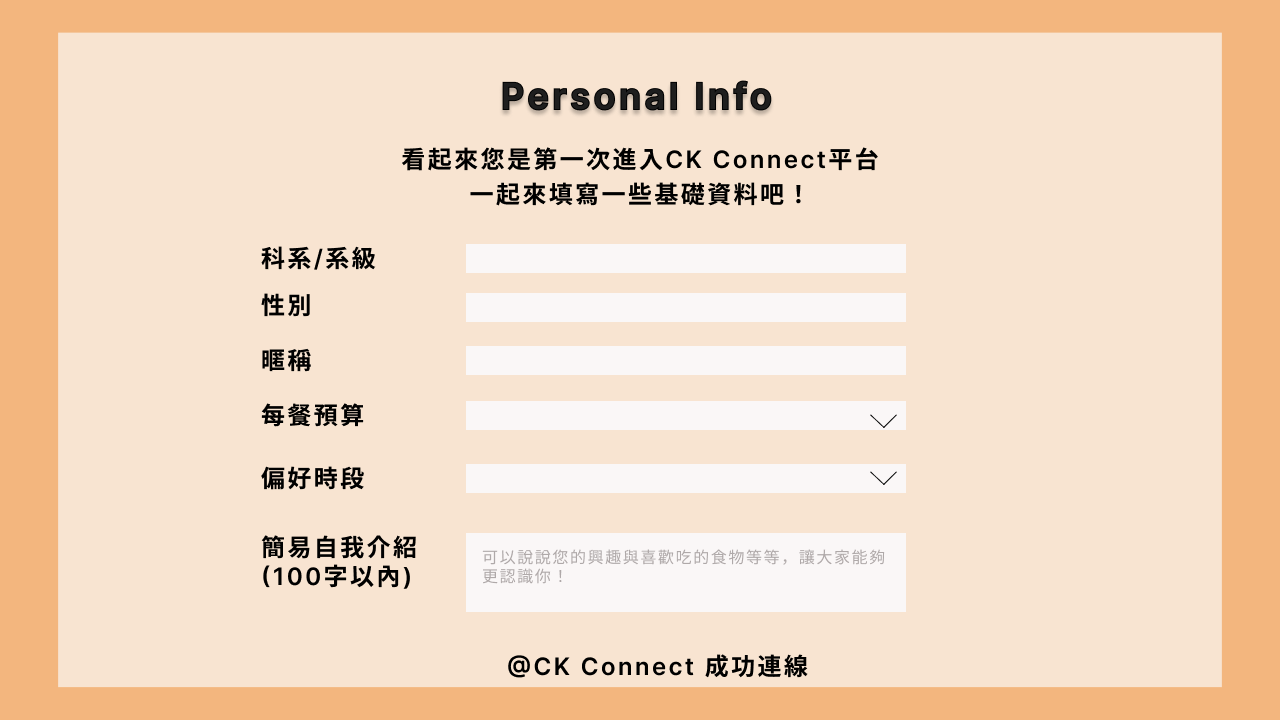 Personal Info
看起來您是第一次進入CK Connect平台
一起來填寫一些基礎資料吧！
科系/系級
性別
暱稱
每餐預算
偏好時段
簡易自我介紹
(100字以內)
可以說說您的興趣與喜歡吃的食物等等，讓大家能夠
更認識你！
@CK Connect 成功連線